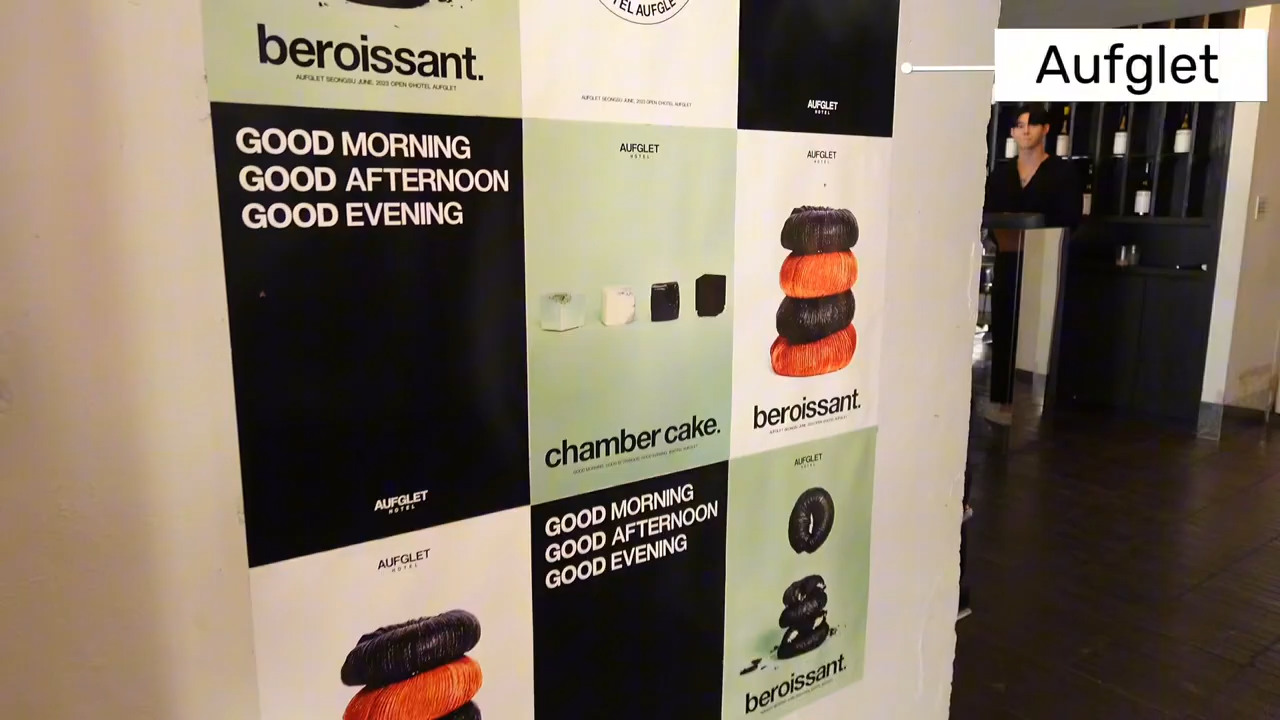 beroissant.
AUFGLET SEONGSU JUNE, 2023 OPEN @HOTEL AUFGLET
TEL AUFGLE
AUFGLET SEONGSU JUNE, 2023 OPEN @HOTEL AUFGLET
AUFGLET
HOTEL
Aufglet
GOOD MORNING
GOOD AFTERNOON
GOOD EVENING
AUFGLET
HOTEL
AUFGLET
HOTEL
chamber cake.
AUFGLET
HOTEL
beroissant.
AUFGLET
HOTEL
GOOD MORNING
GOOD AFTERNOON
GOOD EVENING
AUFGLET
HOTEL
beroissant.